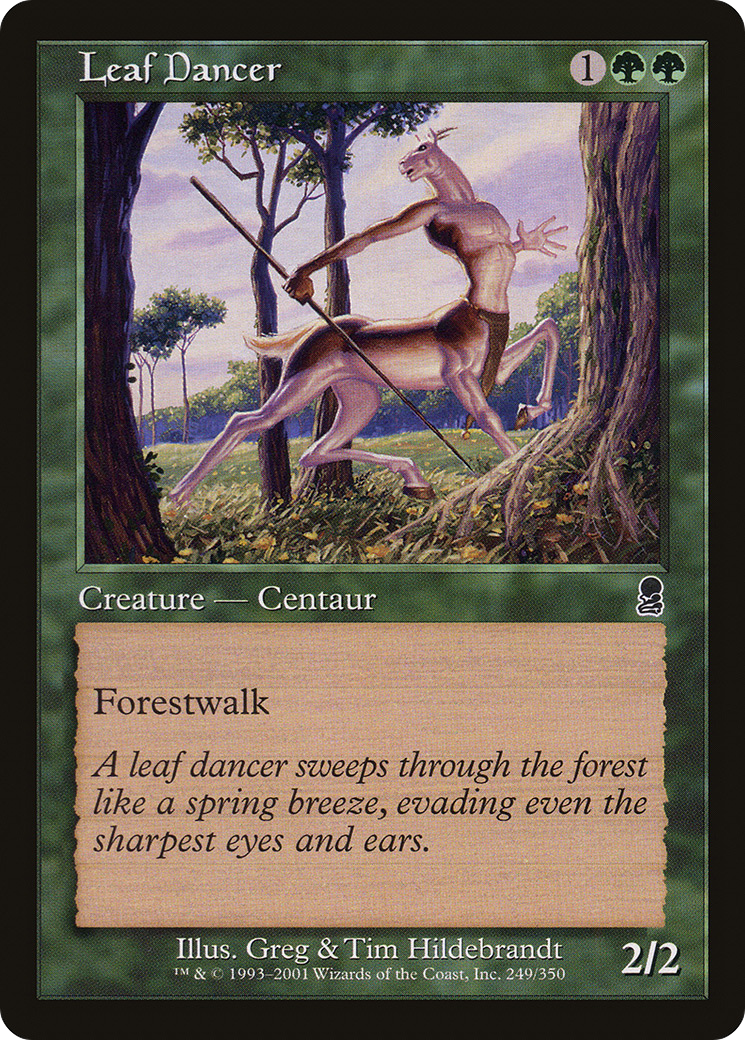 Leaf Dancer
1
Creature — Centaur
Forestwalk
A leaf dancer sweeps through the forest
like a spring breeze, evading even the
sharpest eyes and ears.
Illus. Greg & Tim Hildebrandt
™ & © 1993–2001 Wizards of the Coast, Inc. 249/350
2/2